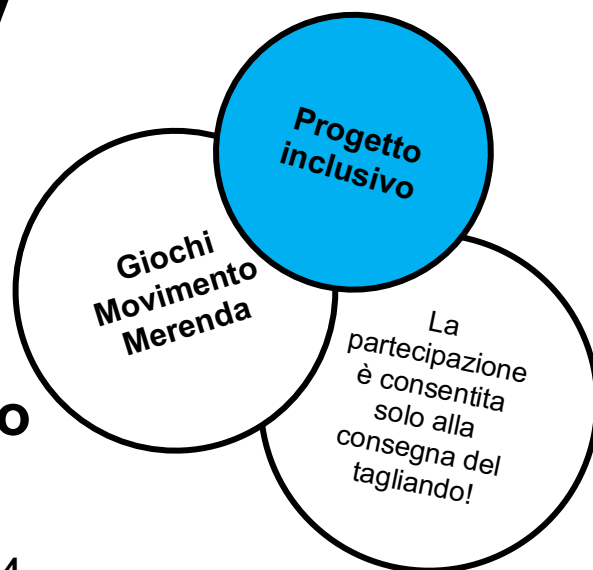 Progetto
inclusivo
Giochi
Movimento
Merenda
La
partecipazione
è consentita
solo alla
consegna del
tagliando!
o